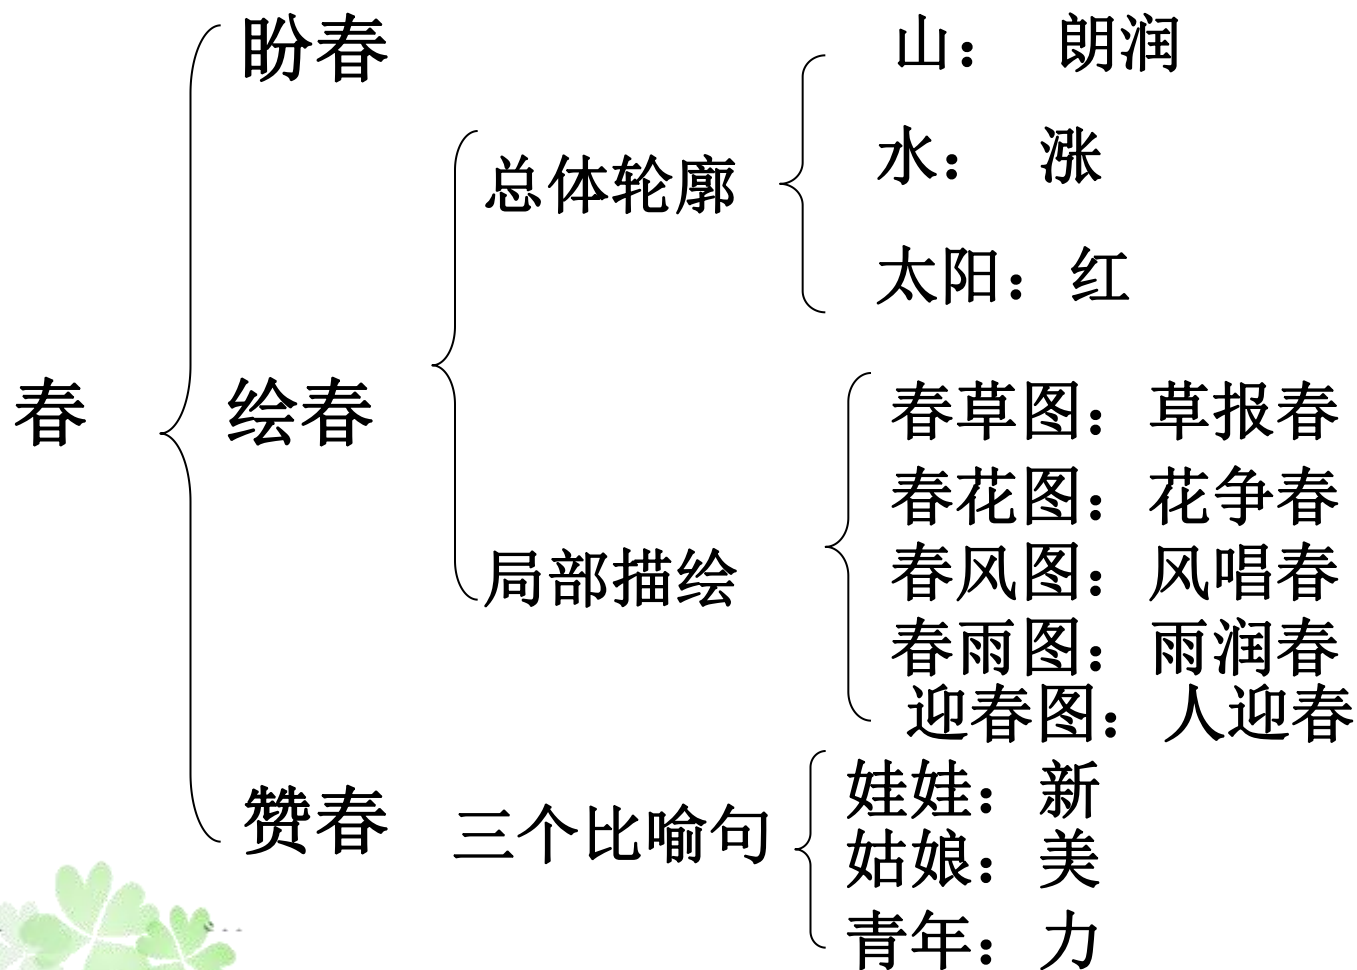 春
盼春
绘春
总体轮廓
山： 朗润
水： 涨
太阳：红
局部描绘
春草图：草报春
春花图：花争春
春风图：风唱春
春雨图：雨润春
迎春图：人迎春
赞春
三个比喻句
娃娃：新
姑娘：美
青年：力